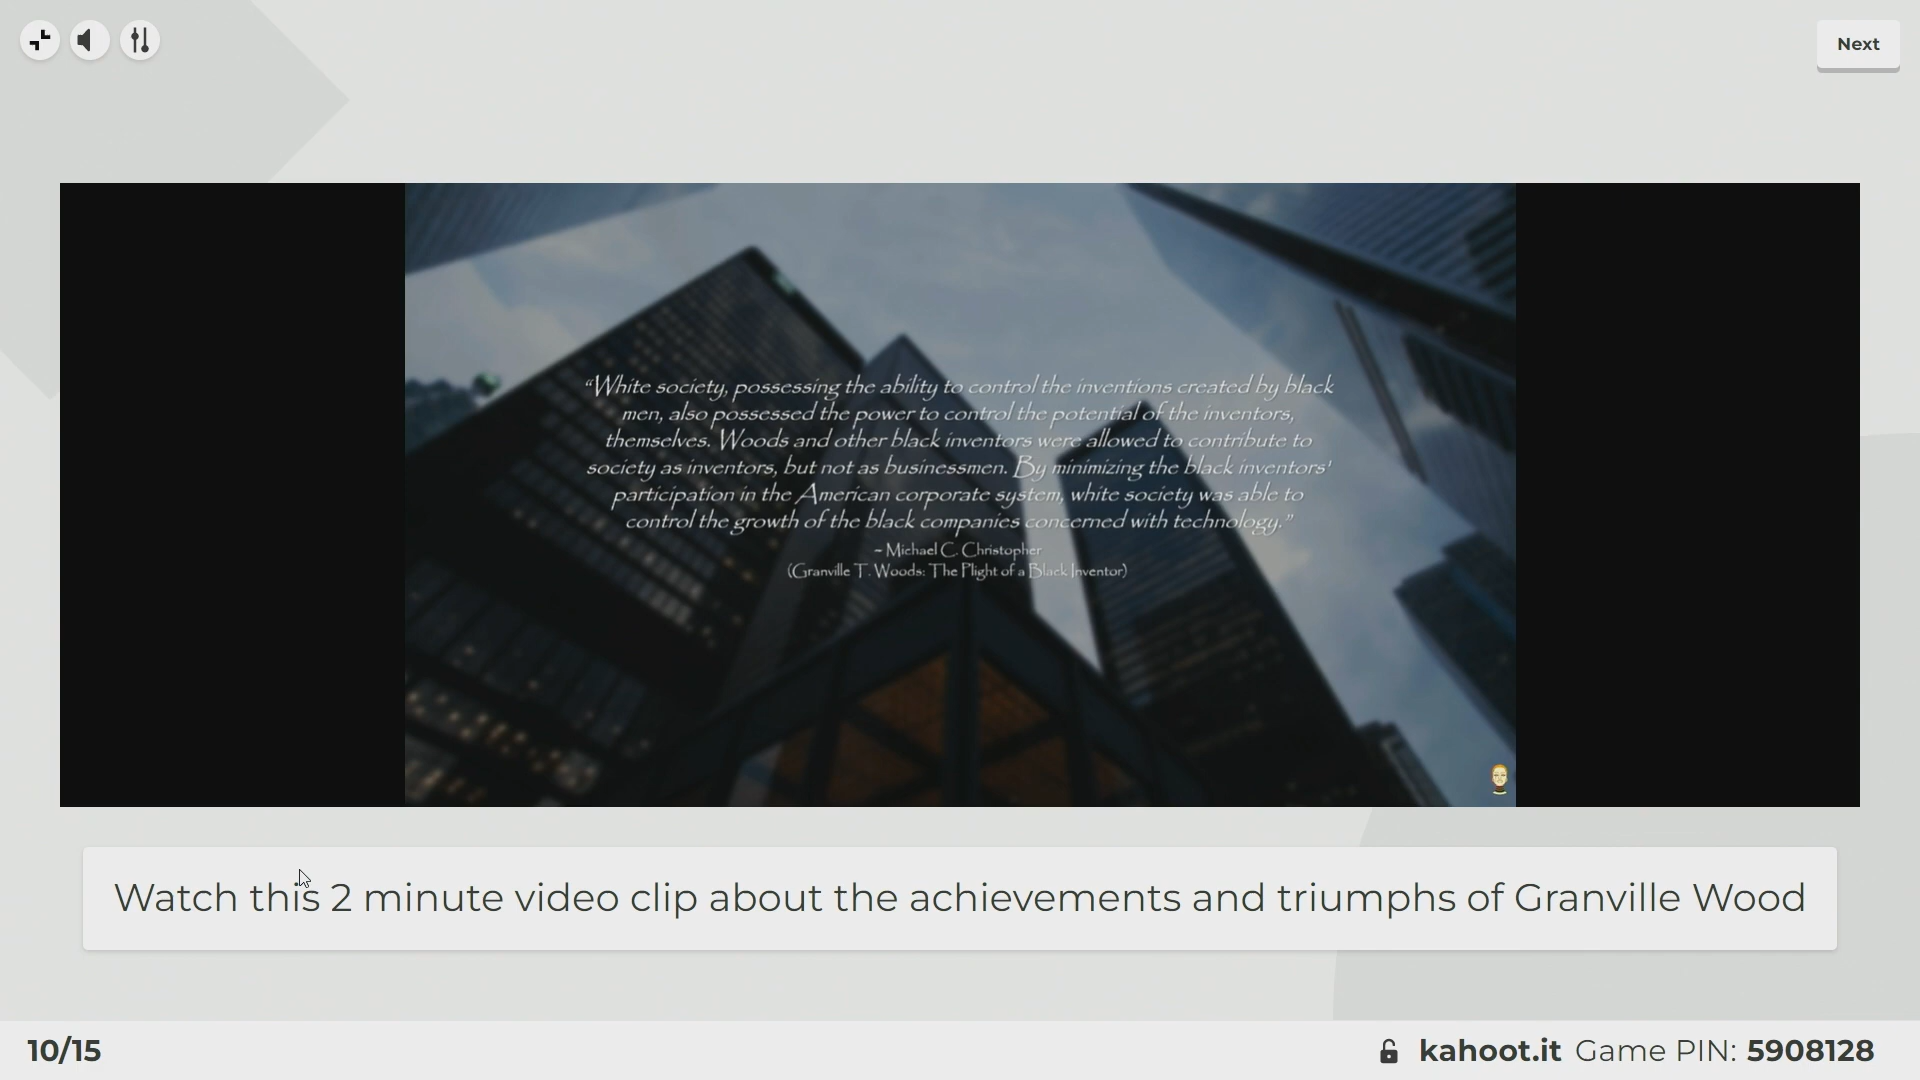 Next
“White society, possessing the ability to control the inventions created by black
men, also possessed the power to control the potential of the inventors,
themselves. Woods and other black inventors were allowed to contribute to
society as inventors, but not as businessmen. By minimizing the black inventors'
participation in the American corporate system, white society was able to
control the growth of the black companies concerned with technology.”
~ Michael C. Christopher
(Granville T. Woods: The Plight of a Black Inventor)
Watch this 2 minute video clip about the achievements and triumphs of Granville Wood
10/15
kahoot.it Game PIN: 5908128